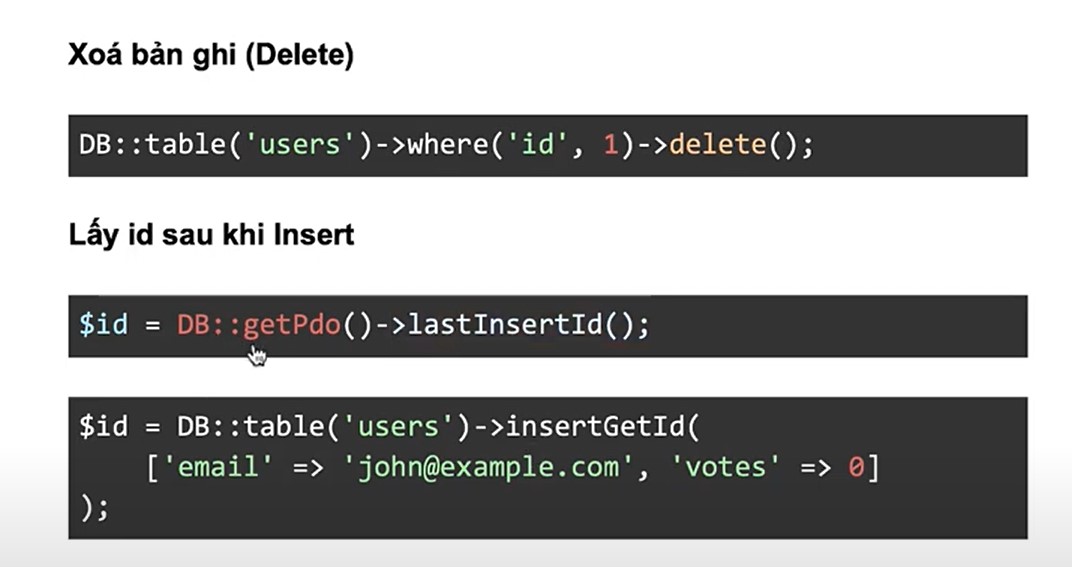 Xoá bản ghi (Delete)
DB::table('users')->where('id', 1)->delete();
Lấy id sau khi Insert
$id = DB::getPdo()->lastInsertId();
$id = DB::table('users')->insertGetId(
    ['email' => 'john@example.com', 'votes' => 0]
);